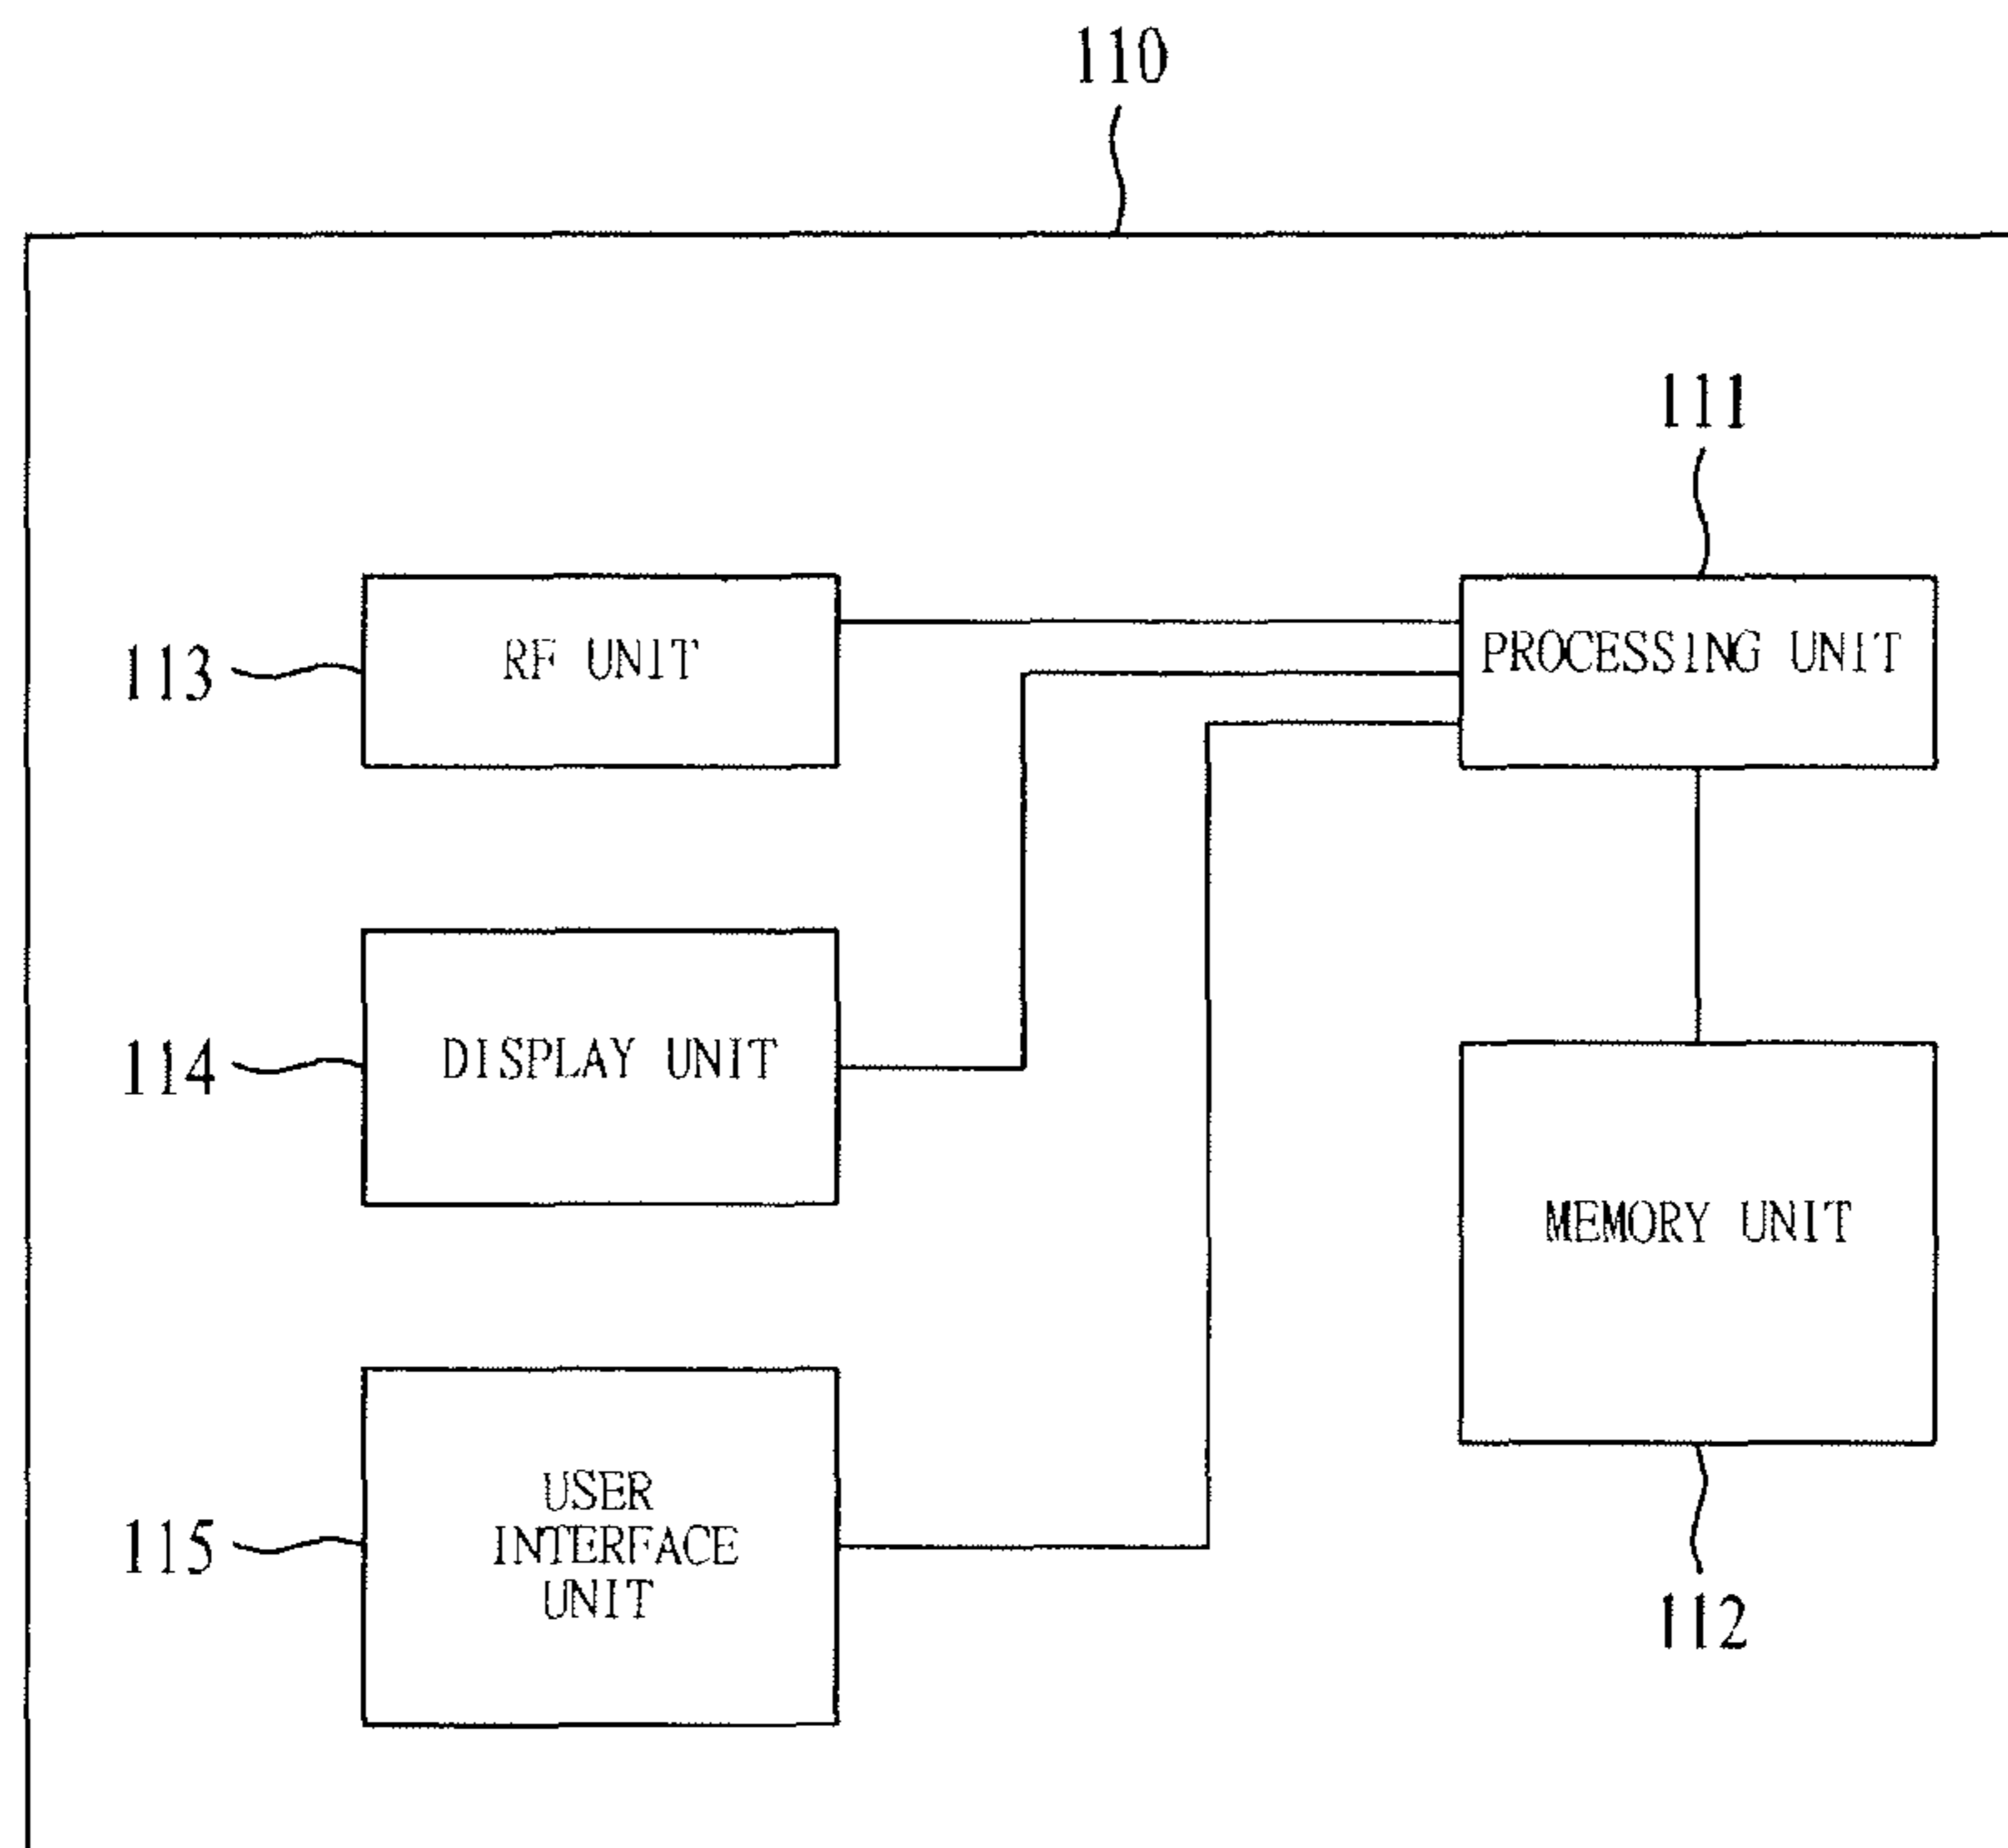 110
111
113
RF UNIT
PROCESSING UNIT
114
DISPLAY UNIT
MEMORY UNIT
115
USER
INTERFACE
UNIT
112